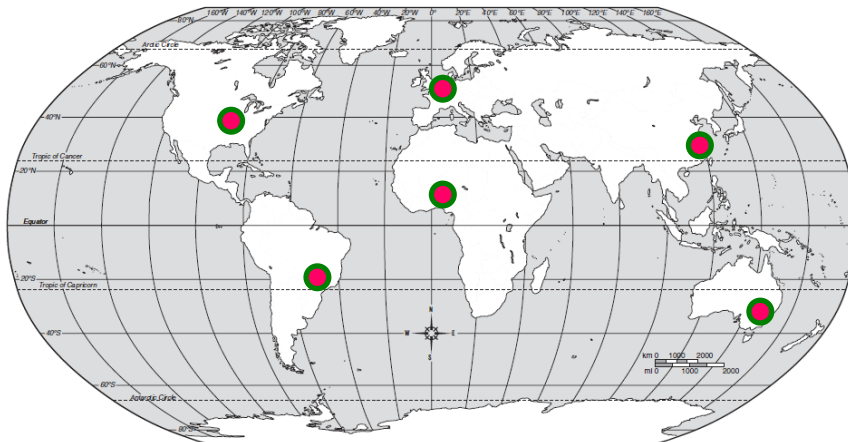 160°W 140°W 120°W 100°W 80°W 60°W 40°W 20°W 0° 20°E 40°E 60°E 80°E 100°E 120°E 140°E 160°E
80°N
Arctic Circle
60°N
40°N
Tropic of Cancer
20°N
Equator
20°S
Tropic of Capricorn
N
W E
S
40°S
km 0 1000 2000
mi 0 1000 2000
60°S
Antarctic Circle
80°S